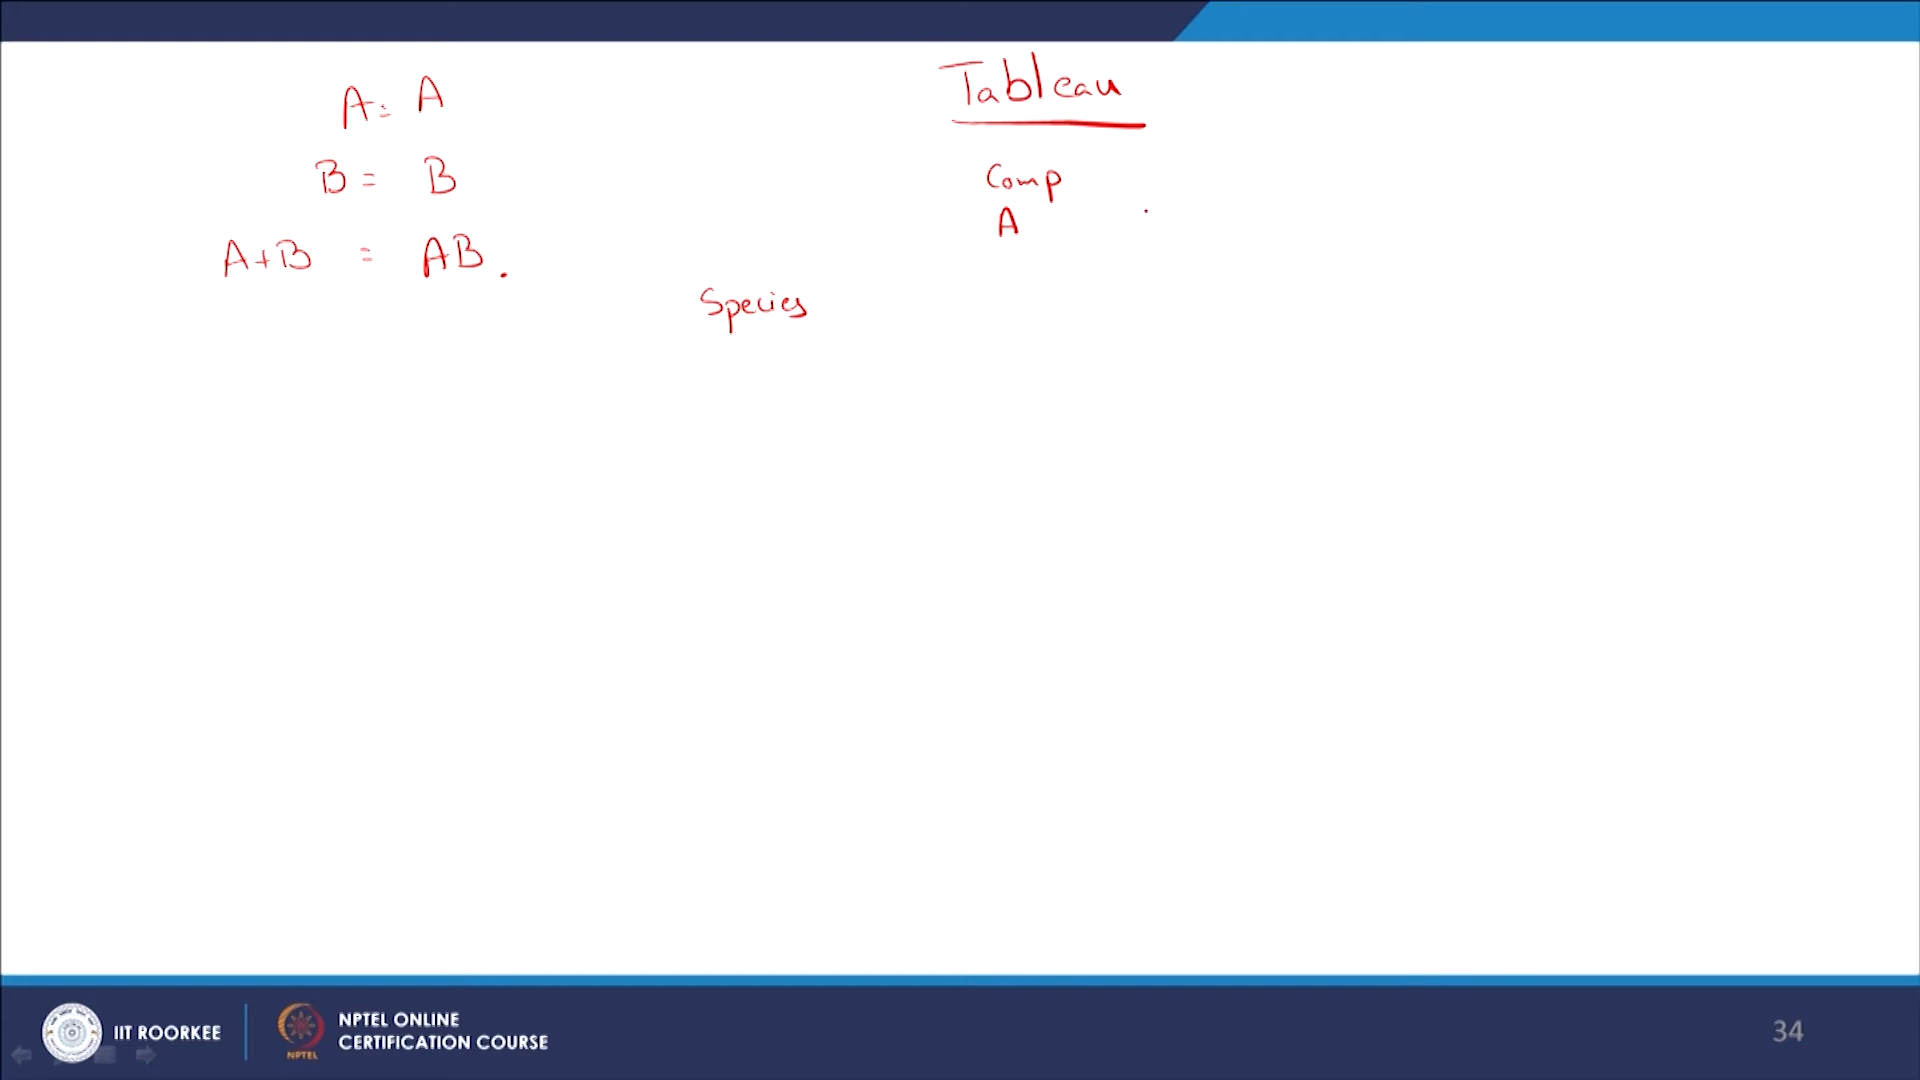 A = A
B = B
A+B = AB.
Tableau
Comp
A
Species
IIT ROORKEE
NPTEL
NPTEL ONLINE
CERTIFICATION COURSE
34